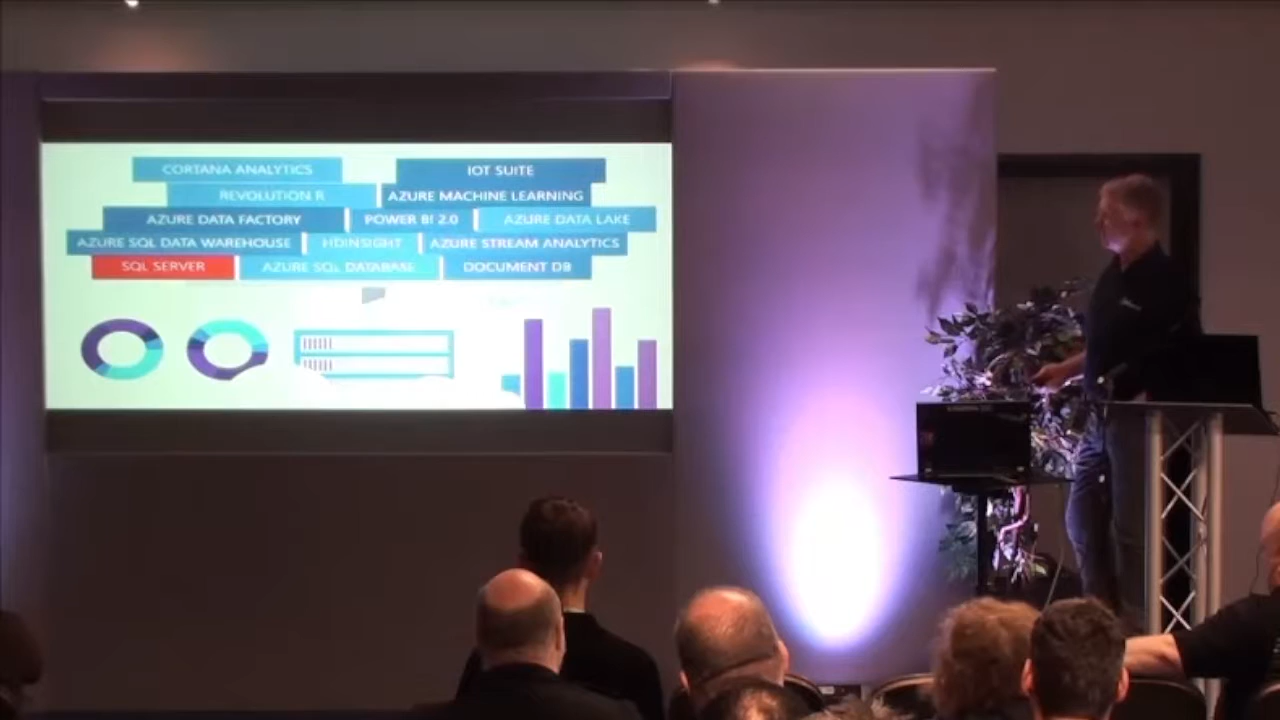 CORTANA ANALYTICS IOT SUITE
REVOLUTION R AZURE MACHINE LEARNING
AZURE DATA FACTORY POWER BI 2.0 AZURE DATA LAKE
AZURE SQL DATA WAREHOUSE HDINSIGHT AZURE STREAM ANALYTICS
SQL SERVER AZURE SQL DATABASE DOCUMENT DB